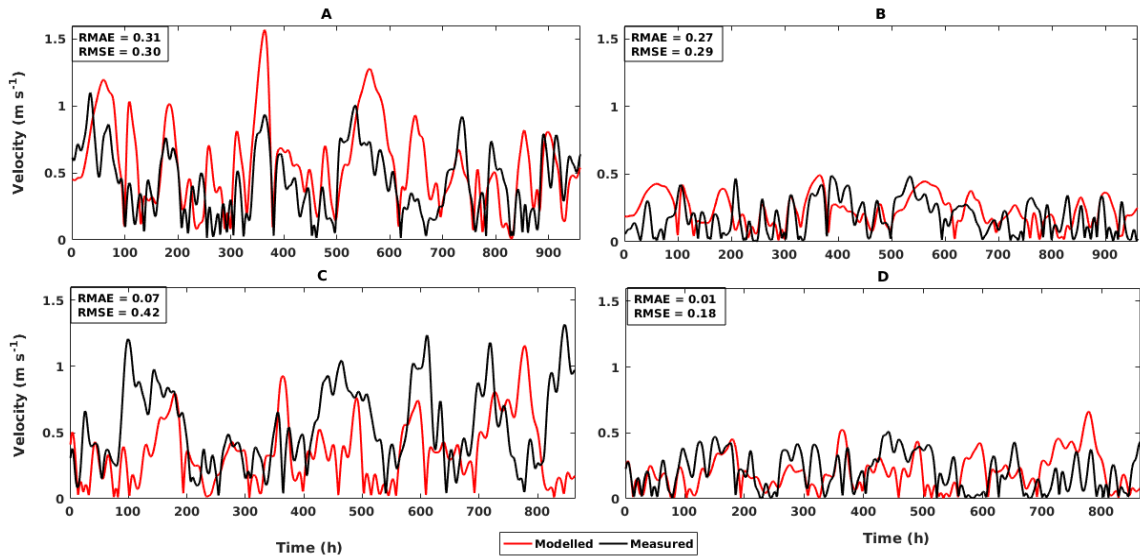 A
RMAE = 0.31
RMSE = 0.30
Velocity (m s-1)
1.5
1
0.5
0
0 100 200 300 400 500 600 700 800 900
B
RMAE = 0.27
RMSE = 0.29
1.5
1
0.5
0
0 100 200 300 400 500 600 700 800 900
C
RMAE = 0.07
RMSE = 0.42
Velocity (m s-1)
1.5
1
0.5
0
0 100 200 300 400 500 600 700 800
Time (h)
D
RMAE = 0.01
RMSE = 0.18
1.5
1
0.5
0
0 100 200 300 400 500 600 700 800
Time (h)
Modelled Measured